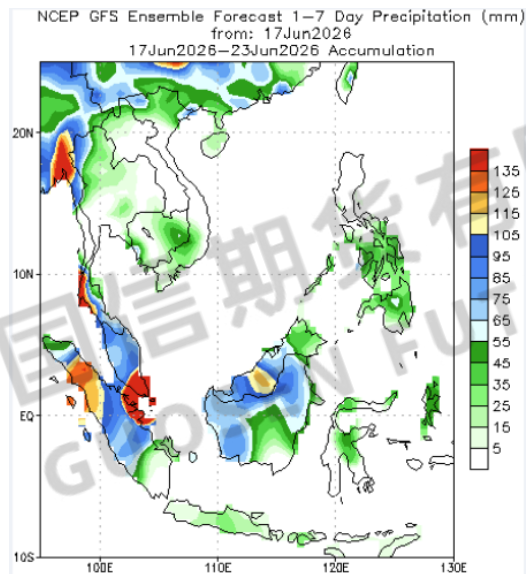 NCEP GFS Ensemble Forecast 1-7 Day Precipitation (mm)
from: 17Jun2026
17Jun2026-23Jun2026 Accumulation
20N
10N
EQ
10S
100E
110E
120E
130E
135
125
115
105
95
85
75
65
55
45
35
25
15
5
国信期货有
GUOSEN FUT